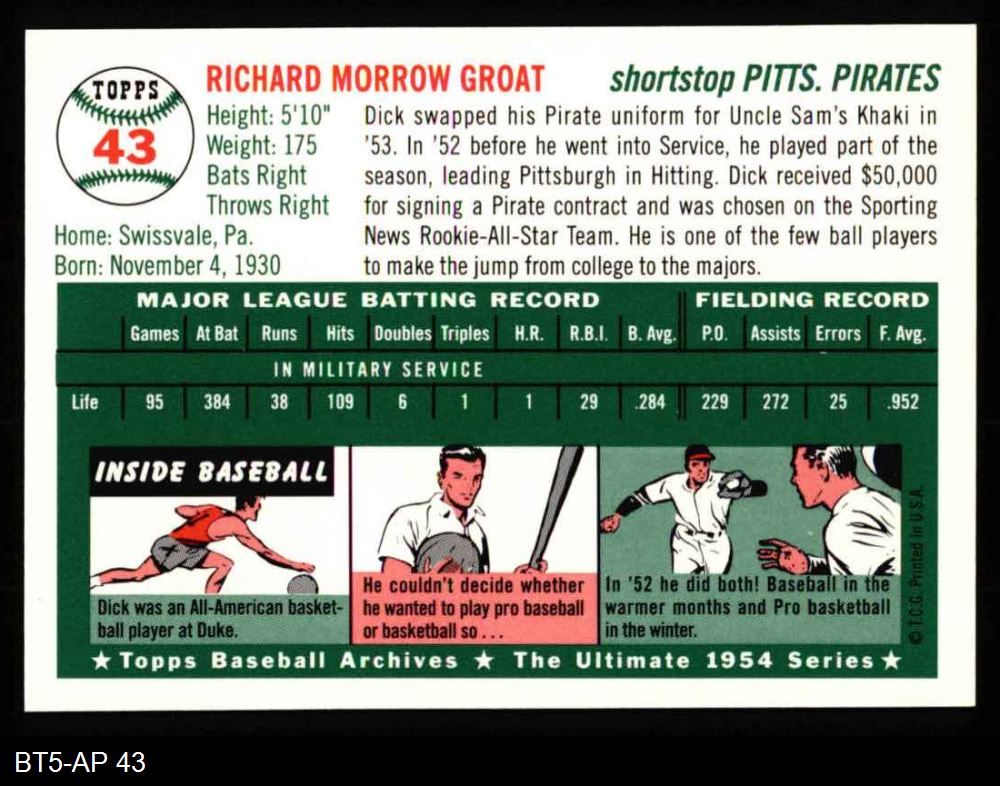 TOPPS
43
RICHARD MORROW GROAT
shortstop PITTS. PIRATES
Height: 5'10"
Weight: 175
Bats Right
Throws Right
Home: Swissvale, Pa.
Born: November 4, 1930
Dick swapped his Pirate uniform for Uncle Sam's Khaki in
'53. In '52 before he went into Service, he played part of the
season, leading Pittsburgh in Hitting. Dick received $50,000
for signing a Pirate contract and was chosen on the Sporting
News Rookie-All-Star Team. He is one of the few ball players
to make the jump from college to the majors.
MAJOR LEAGUE BATTING RECORD FIELDING RECORD
Games At Bat Runs Hits Doubles Triples H.R. R.B.I. B. Avg. P.O. Assists Errors F. Avg.
IN MILITARY SERVICE
Life 95 384 38 109 6 1 1 29 .284 229 272 25 .952
INSIDE BASEBALL
Dick was an All-American basket-
ball player at Duke.
He couldn't decide whether
he wanted to play pro baseball
or basketball so ...
In '52 he did both! Baseball in the
warmer months and Pro basketball
in the winter.
© T.C.G. Printed in U.S.A.
★ Topps Baseball Archives ★ The Ultimate 1954 Series ★
BT5-AP 43